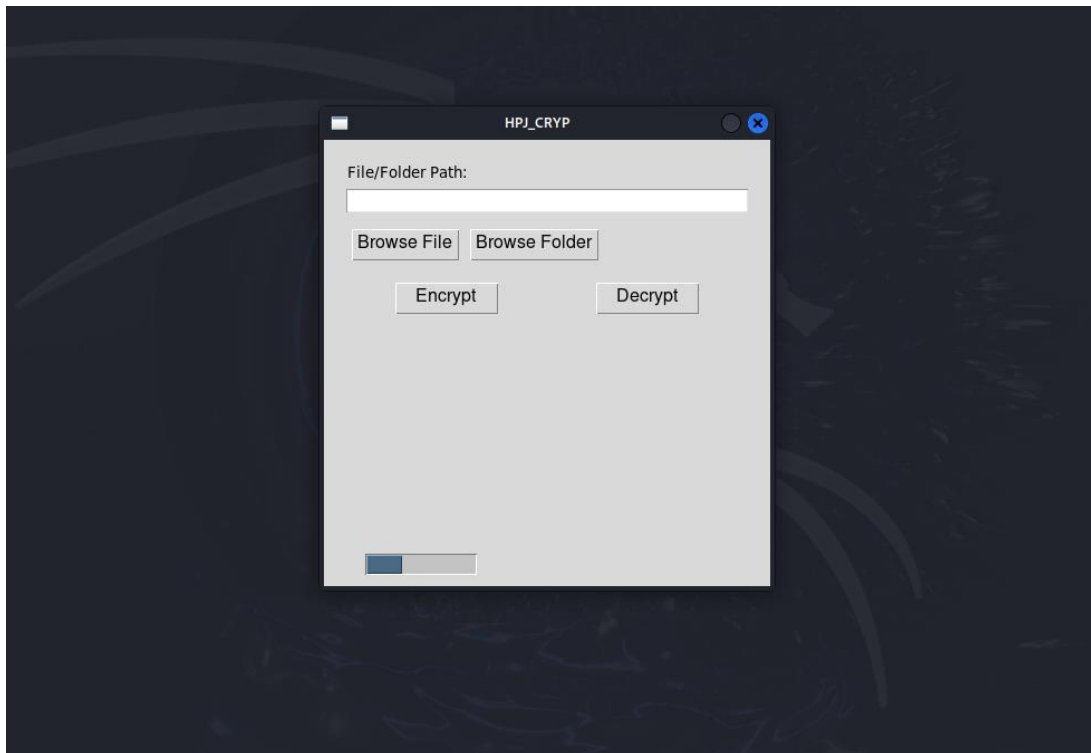 HPJ_CRYP
File/Folder Path:
Browse File Browse Folder
Encrypt Decrypt